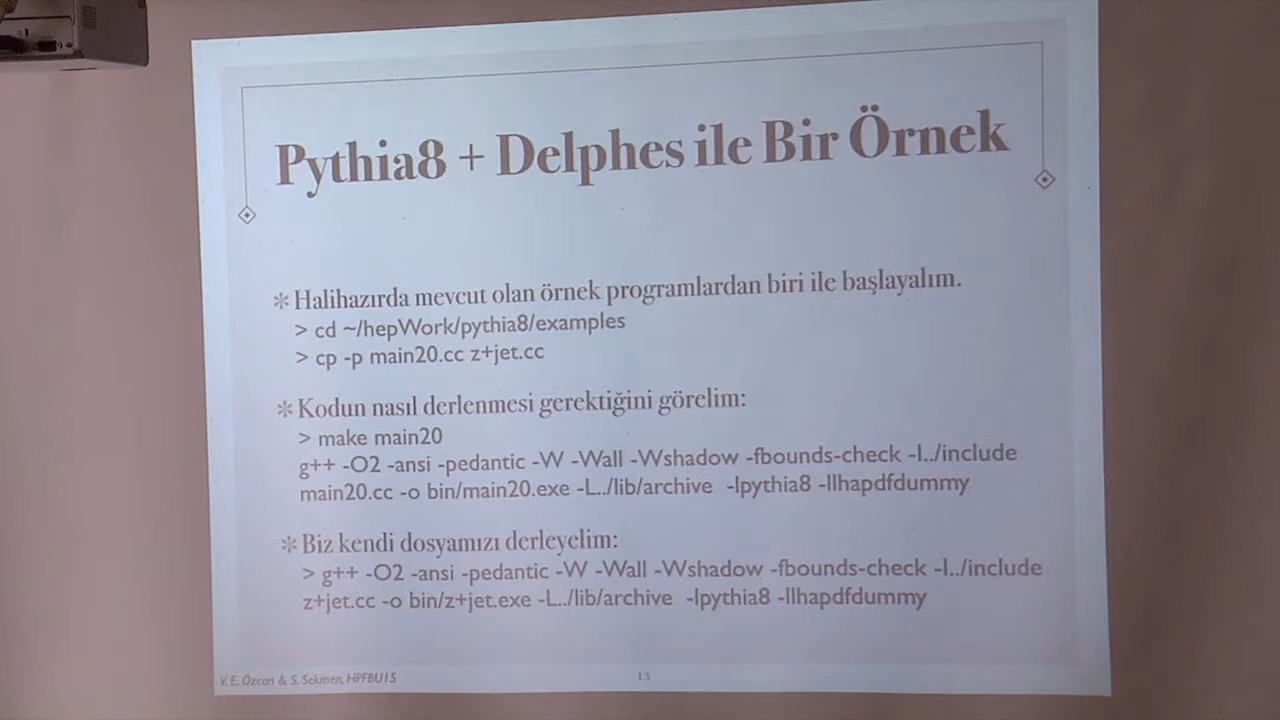 Pythia8 + Delphes ile Bir Örnek
* Halihazırda mevcut olan örnek programlardan biri ile başlayalım.
> cd ~/hepWork/pythia8/examples
> cp -p main20.cc z+jet.cc
* Kodun nasıl derlenmesi gerektiğini görelim:
> make main20
g++ -O2 -ansi -pedantic -W -Wall -Wshadow -fbounds-check -I../include
main20.cc -o bin/main20.exe -L../lib/archive -lpythia8 -llhapdfdummy
* Biz kendi dosyamızı derleyelim:
> g++ -O2 -ansi -pedantic -W -Wall -Wshadow -fbounds-check -I../include
z+jet.cc -o bin/z+jet.exe -L../lib/archive -lpythia8 -llhapdfdummy
V. E. Özcan & S. Sekmen, HPFBU15
13